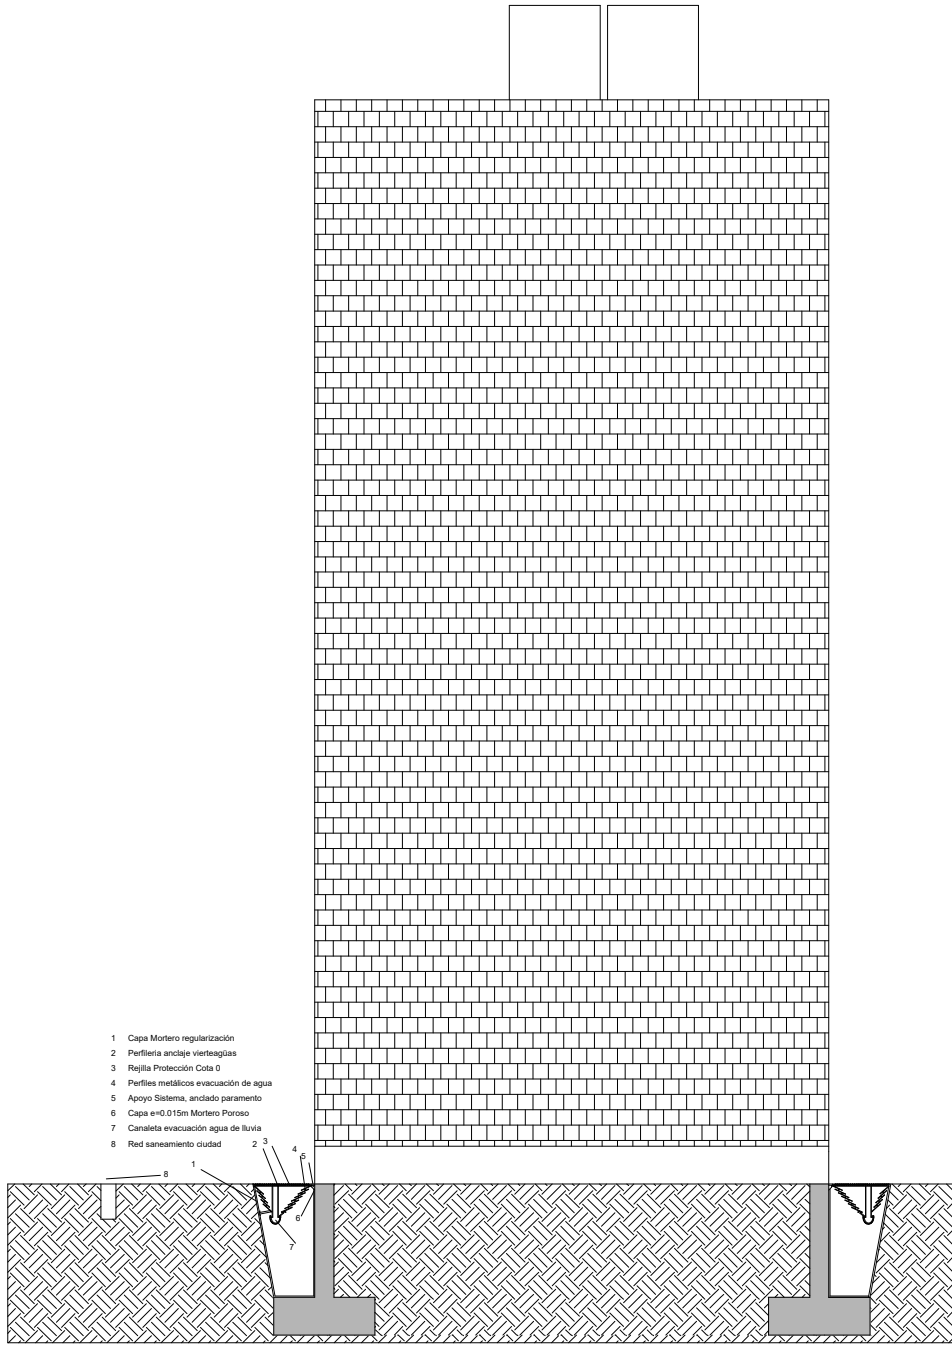 1 Capa Mortero regularización
2 Perfileria anclaje vierteagüas
3 Rejilla Protección Cota 0
4 Perfiles metálicos evacuación de agua
5 Apoyo Sistema, anclado paramento
6 Capa e=0.015m Mortero Poroso
7 Canaleta evacuación agua de lluvia
8 Red saneamiento ciudad
2 3
4
5
1
8
6
7